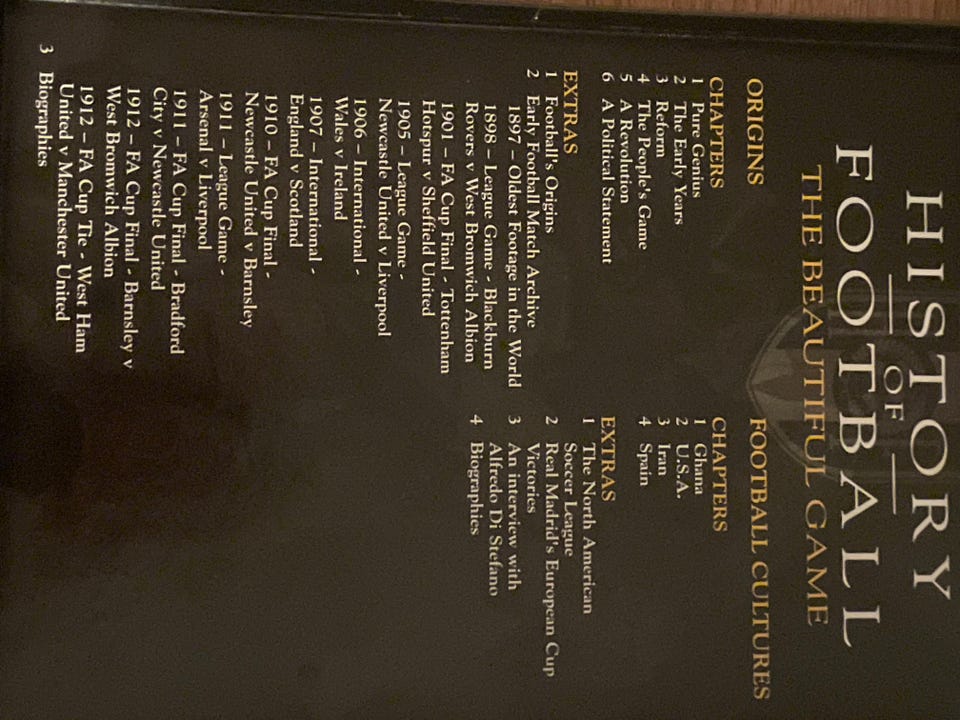 HISTORY
OF
FOOTBALL
THE BEAUTIFUL GAME
ORIGINS
CHAPTERS
1 Pure Genius
2 The Early Years
3 Reform
4 The People's Game
5 A Revolution
6 A Political Statement
EXTRAS
1 Football's Origins
2 Early Football Match Archive
1897 – Oldest Footage in the World
1898 – League Game - Blackburn
Rovers v West Bromwich Albion
1901 – FA Cup Final - Tottenham
Hotspur v Sheffield United
1905 – League Game -
Newcastle United v Liverpool
1906 – International -
Wales v Ireland
1907 – International -
England v Scotland
1910 – FA Cup Final -
Newcastle United v Barnsley
1911 – League Game -
Arsenal v Liverpool
1911 – FA Cup Final - Bradford
City v Newcastle United
1912 – FA Cup Final - Barnsley v
West Bromwich Albion
1912 – FA Cup Tie - West Ham
United v Manchester United
3 Biographies
FOOTBALL CULTURES
CHAPTERS
1 Ghana
2 U.S.A.
3 Iran
4 Spain
EXTRAS
1 The North American
Soccer League
2 Real Madrid's European Cup
Victories
3 An interview with
Alfredo Di Stefano
4 Biographies